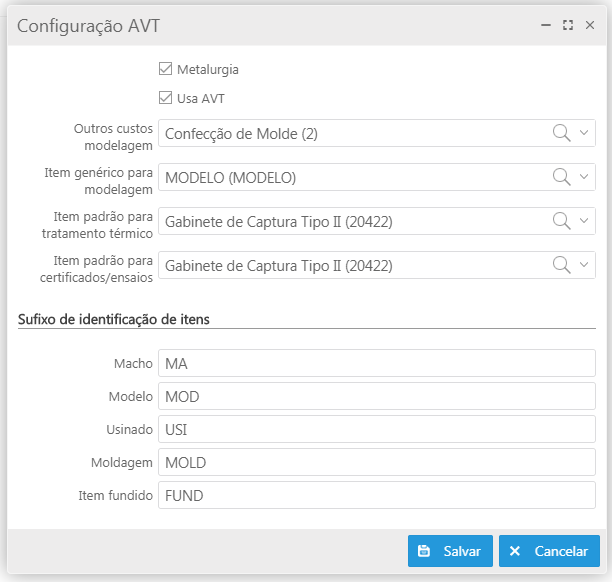 Configuração AVT
Metalurgia
Usa AVT
Outros custos
modelagem
Confecção de Molde (2)
Item genérico para
modelagem
MODELO (MODELO)
Item padrão para
tratamento térmico
Gabinete de Captura Tipo II (20422)
Item padrão para
certificados/ensaios
Gabinete de Captura Tipo II (20422)
Sufixo de identificação de itens
Macho MA
Modelo MOD
Usinado USI
Moldagem MOLD
Item fundido FUND
Salvar Cancelar